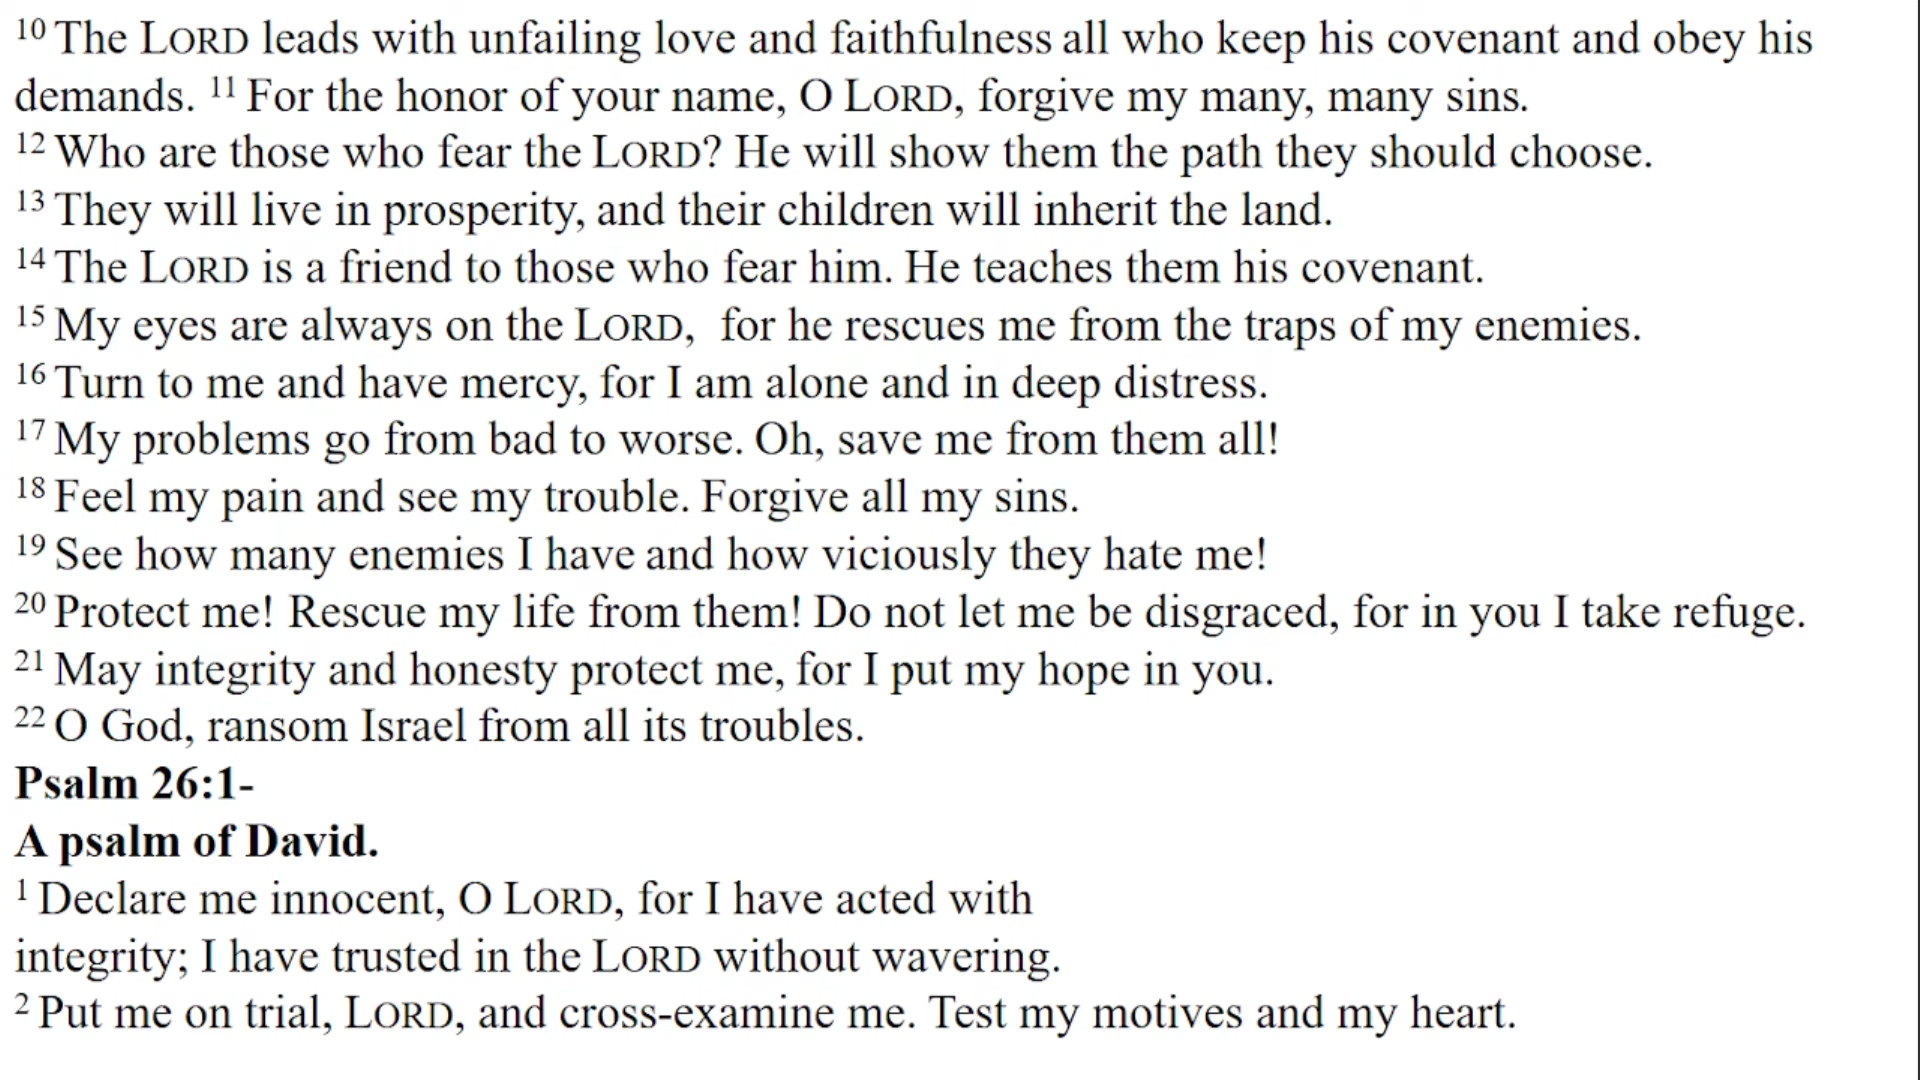 10 The LORD leads with unfailing love and faithfulness all who keep his covenant and obey his
demands. 11 For the honor of your name, O LORD, forgive my many, many sins.
12 Who are those who fear the LORD? He will show them the path they should choose.
13 They will live in prosperity, and their children will inherit the land.
14 The LORD is a friend to those who fear him. He teaches them his covenant.
15 My eyes are always on the LORD,  for he rescues me from the traps of my enemies.
16 Turn to me and have mercy, for I am alone and in deep distress.
17 My problems go from bad to worse. Oh, save me from them all!
18 Feel my pain and see my trouble. Forgive all my sins.
19 See how many enemies I have and how viciously they hate me!
20 Protect me! Rescue my life from them! Do not let me be disgraced, for in you I take refuge.
21 May integrity and honesty protect me, for I put my hope in you.
22 O God, ransom Israel from all its troubles.
Psalm 26:1-
A psalm of David.
1 Declare me innocent, O LORD, for I have acted with
integrity; I have trusted in the LORD without wavering.
2 Put me on trial, LORD, and cross-examine me. Test my motives and my heart.